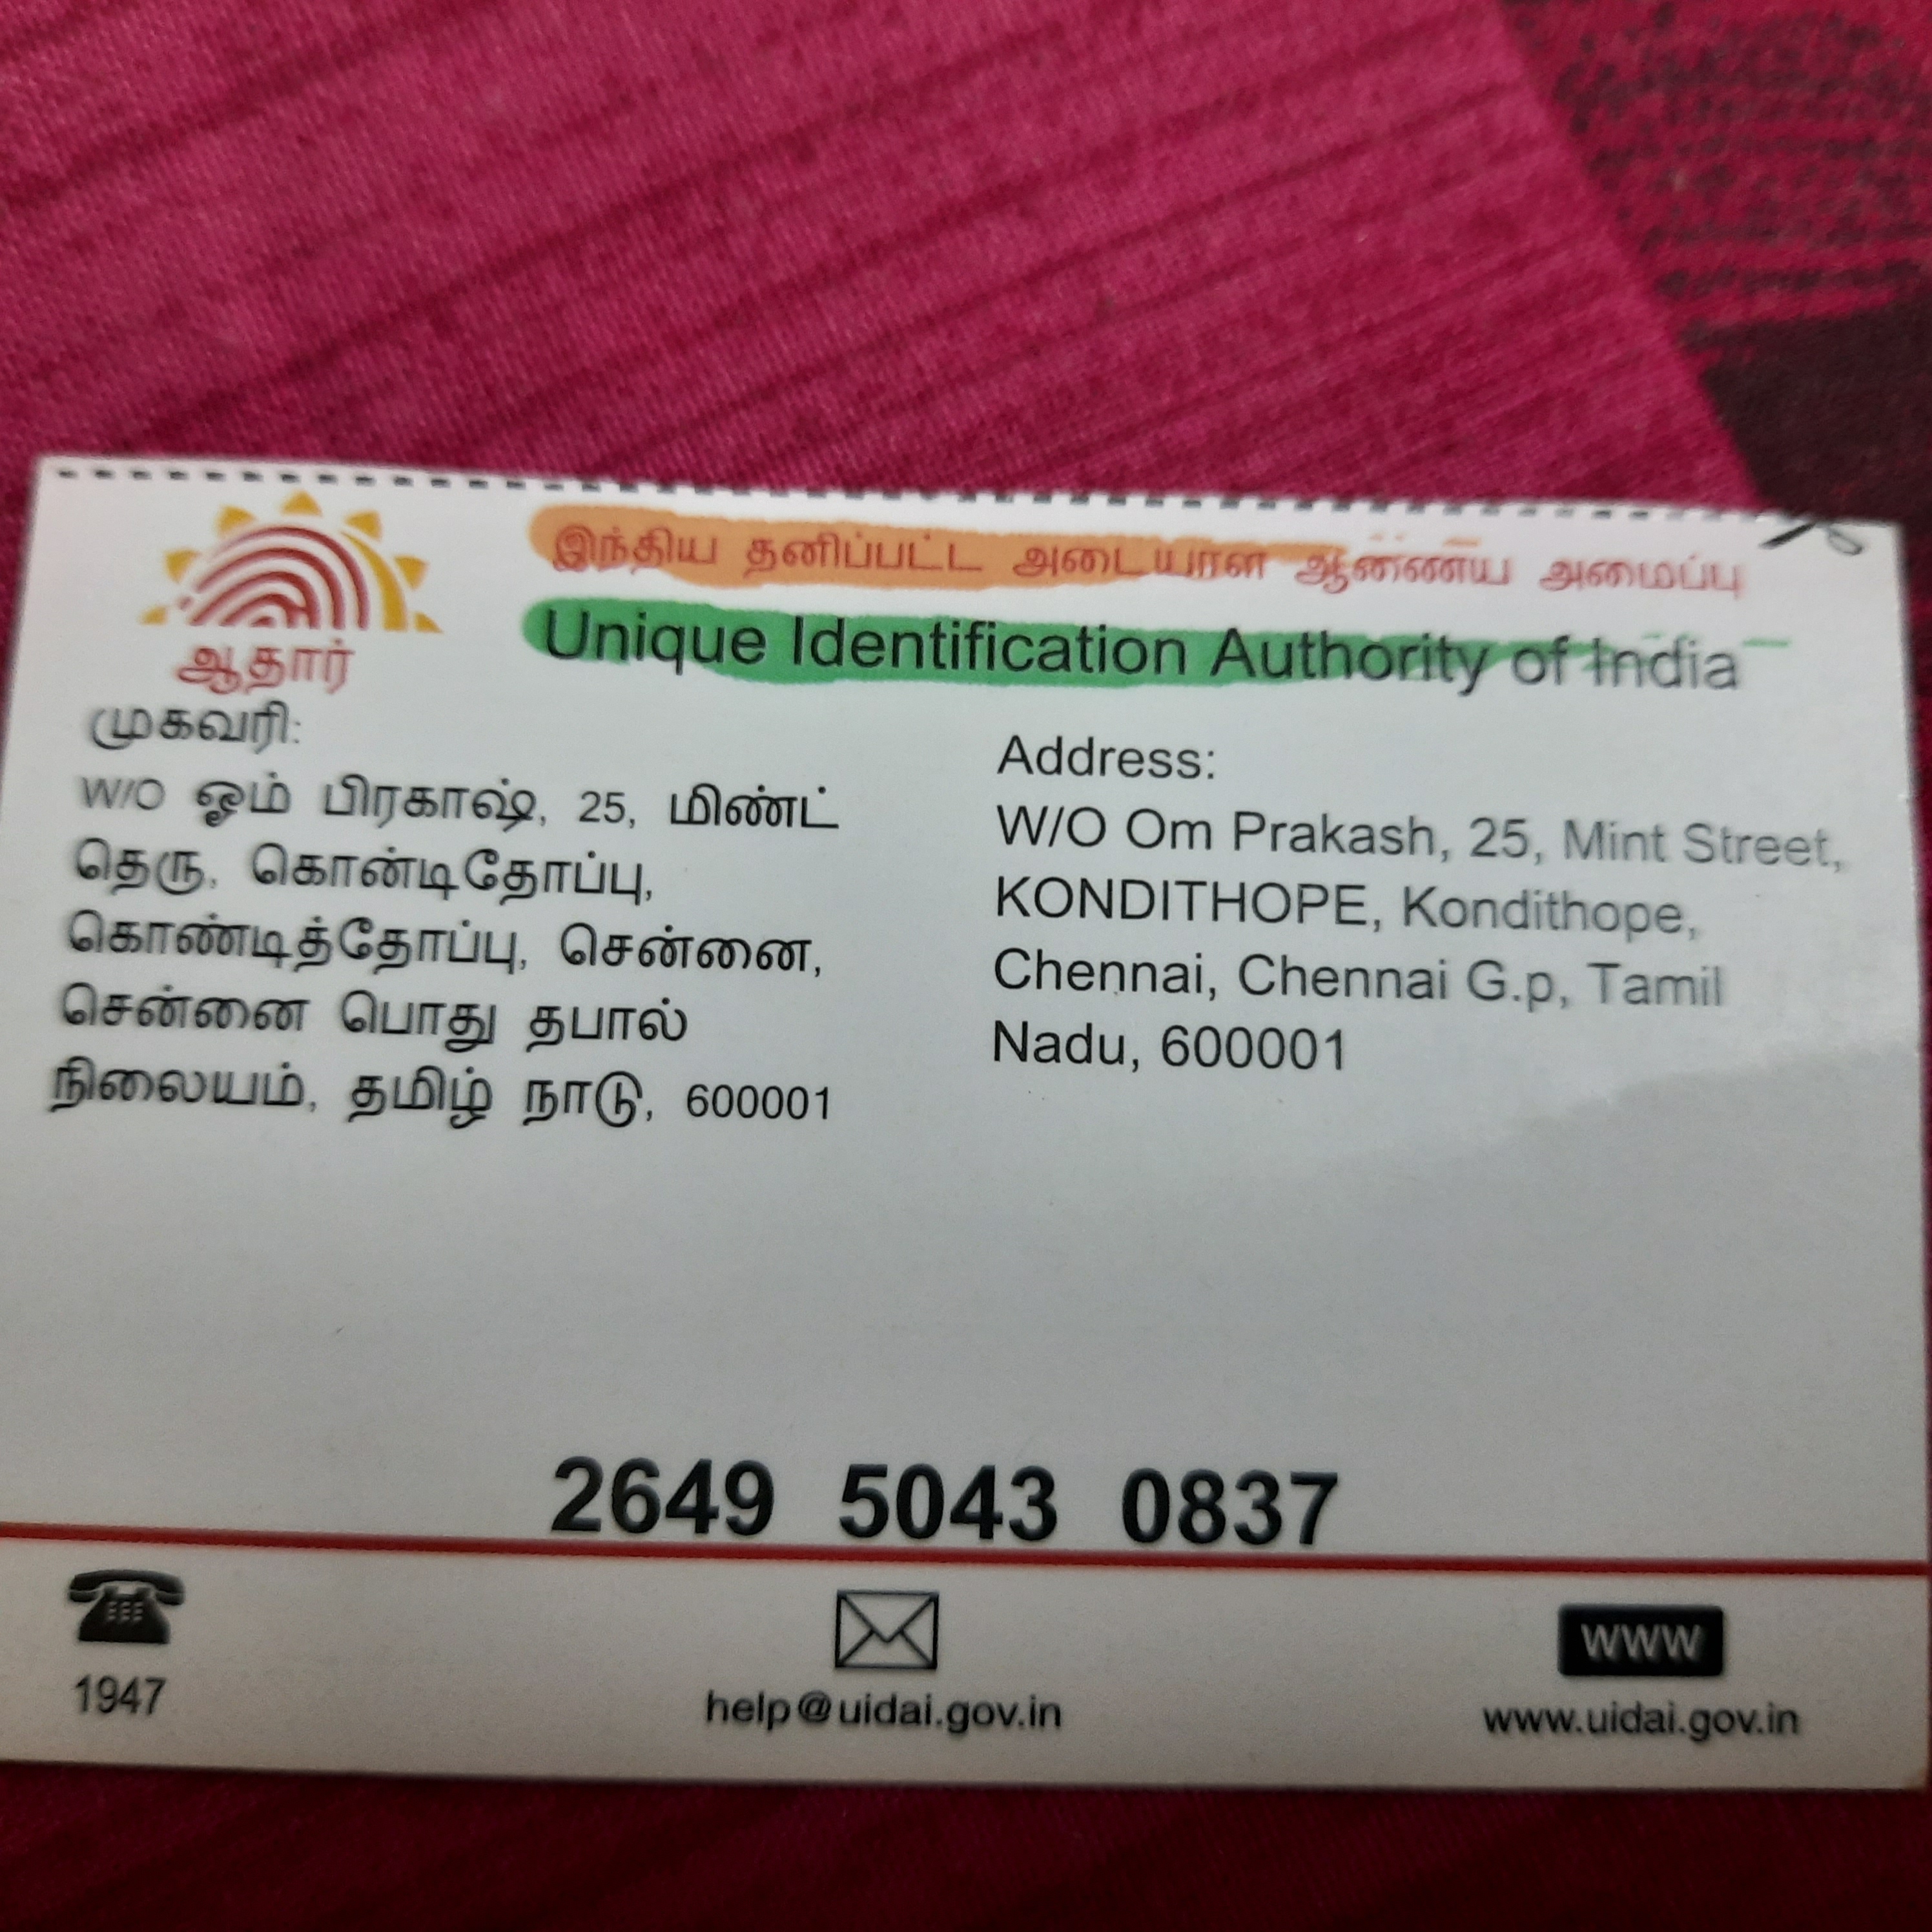 இந்திய தனிப்பட்ட அடையாள ஆணைய அமைப்பு
Unique Identification Authority of India
ஆதார்
முகவரி:
W/O ஓம் பிரகாஷ், 25, மிண்ட்
தெரு, கொன்டிதோப்பு,
கொண்டித்தோப்பு, சென்னை,
சென்னை பொது தபால்
நிலையம், தமிழ் நாடு, 600001
Address:
W/O Om Prakash, 25, Mint Street,
KONDITHOPE, Kondithope,
Chennai, Chennai G.p, Tamil
Nadu, 600001
2649 5043 0837
1947
help@uidai.gov.in
WWW
www.uidai.gov.in